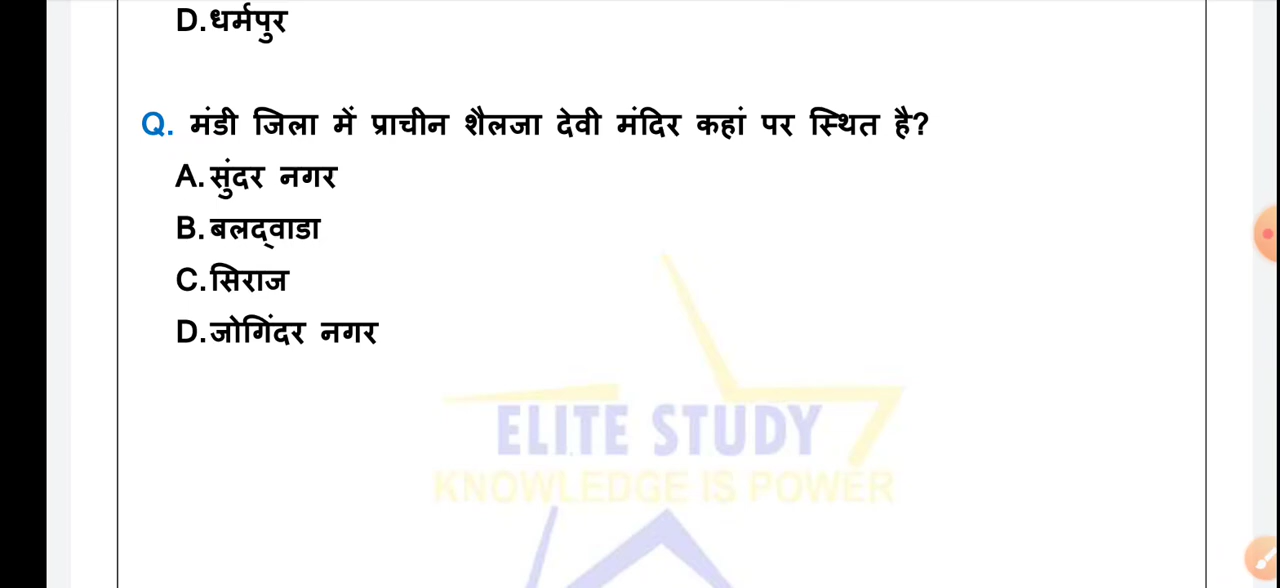 D.धर्मपुर
Q. मंडी जिला में प्राचीन शैलजा देवी मंदिर कहां पर स्थित है?
A.सुंदर नगर
B.बलद्वाडा
C.सिराज
D.जोगिंदर नगर
ELITE STUDY
KNOWLEDGE IS POWER